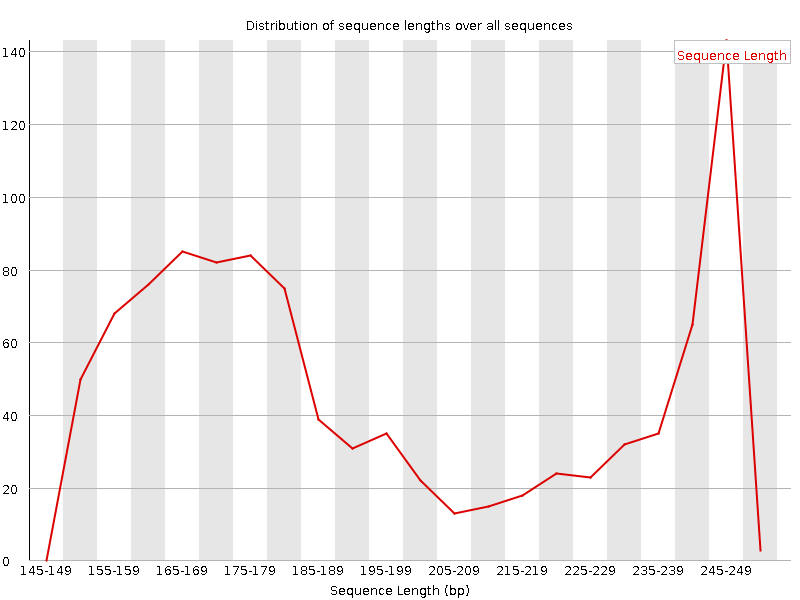 Distribution of sequence lengths over all sequences
Sequence Length
140
120
100
80
60
40
20
0
145-149 155-159 165-169 175-179 185-189 195-199 205-209 215-219 225-229 235-239 245-249
Sequence Length (bp)